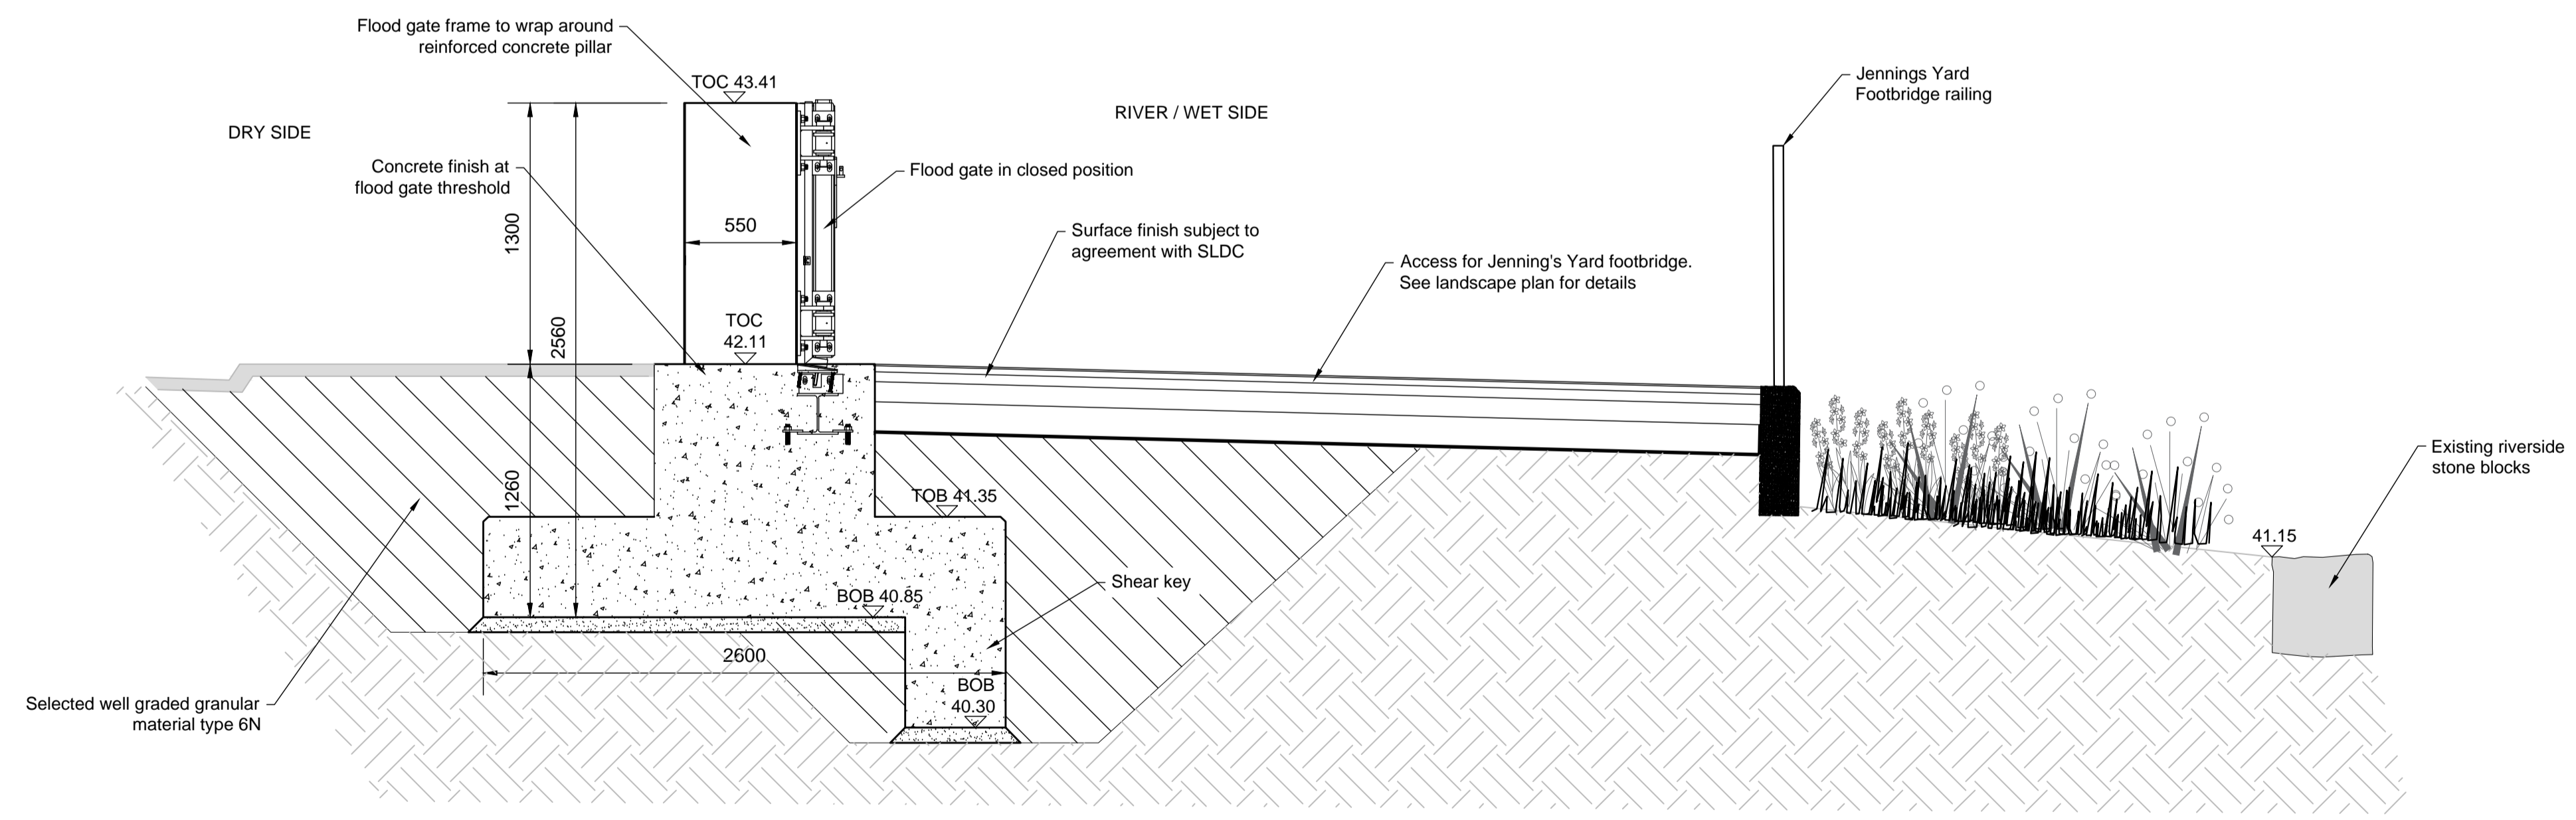 Flood gate frame to wrap around
reinforced concrete pillar
TOC 43.41
DRY SIDE
RIVER / WET SIDE
Jennings Yard
Footbridge railing
Concrete finish at
flood gate threshold
Flood gate in closed position
550
1300
Surface finish subject to
agreement with SLDC
Access for Jenning's Yard footbridge.
See landscape plan for details
TOC
42.11
2560
1260
TOB 41.35
Existing riverside
stone blocks
41.15
Shear key
BOB 40.85
2600
BOB
40.30
Selected well graded granular
material type 6N